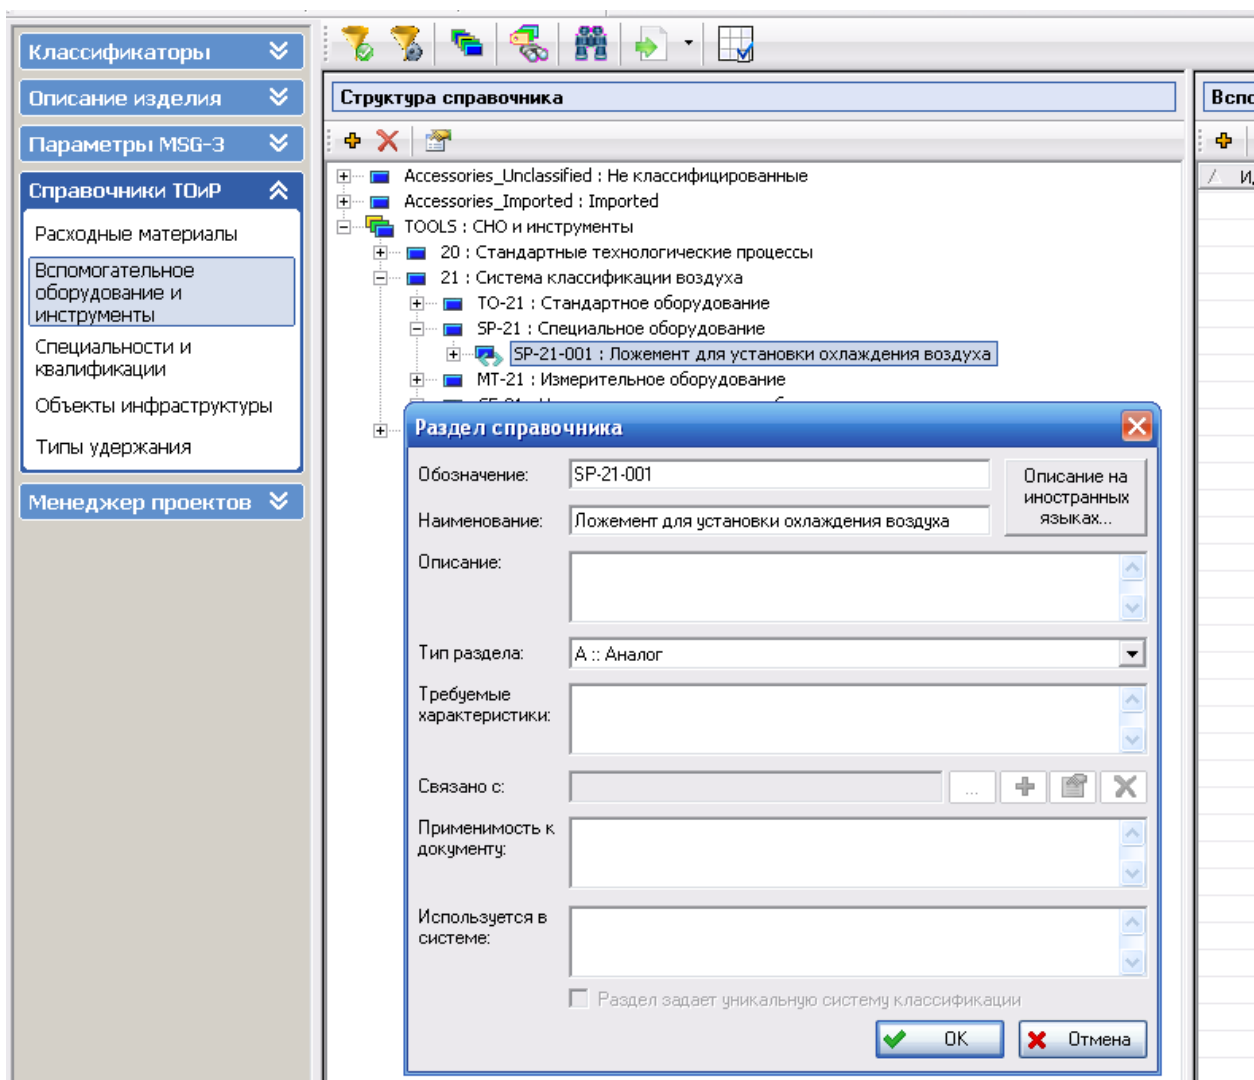 Классификаторы
Описание изделия
Параметры MSG-3
Справочники ТОиР
Расходные материалы
Вспомогательное
оборудование и
инструменты
Специальности и
квалификации
Объекты инфраструктуры
Типы удержания
Менеджер проектов
Структура справочника
Accessories_Unclassified : Не классифицированные
Accessories_Imported : Imported
TOOLS : СНО и инструменты
20 : Стандартные технологические процессы
21 : Система классификации воздуха
TO-21 : Стандартное оборудование
SP-21 : Специальное оборудование
SP-21-001 : Ложемент для установки охлаждения воздуха
MT-21 : Измерительное оборудование
Раздел справочника
Обозначение:
SP-21-001
Описание на
иностранных
языках...
Наименование:
Ложемент для установки охлаждения воздуха
Описание:
Тип раздела:
А :: Аналог
Требуемые
характеристики:
Связано с:
...
Применимость к
документу:
Используется в
системе:
Раздел задает уникальную систему классификации
OK
Отмена
Вспо